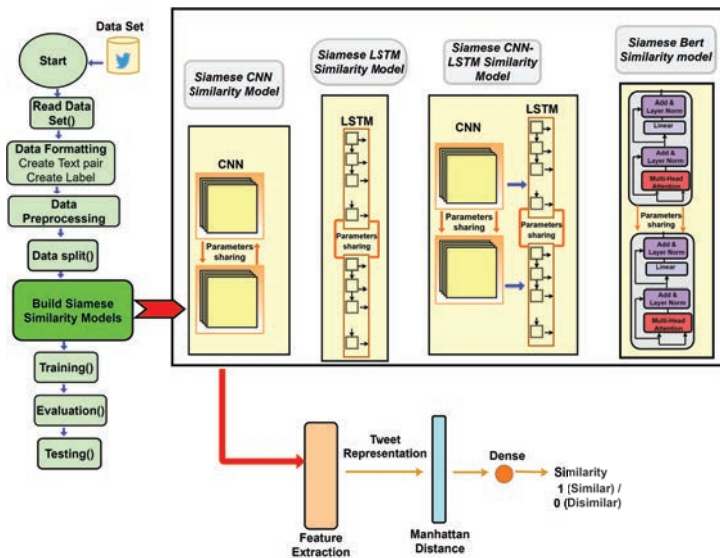 Data Set
Start
Read Data
Set()
Data Formatting
Create Text pair
Create Label
Data
Preprocessing
Data split()
Build Siamese
Similarity Models
Training()
Evaluation()
Testing()
Siamese CNN
Similarity Model
CNN
Parameters
sharing
Siamese LSTM
Similarity Model
LSTM
Parameters
sharing
Siamese CNN-
LSTM Similarity
Model
CNN
LSTM
Parameters
sharing
Parameters
sharing
Siamese Bert
Similarity model
Add &
Layer Norm
Linear
Add &
Layer Norm
Multi-Head
Attention
Parameters
sharing
Add &
Layer Norm
Linear
Add &
Layer Norm
Multi-Head
Attention
Feature
Extraction
Tweet
Representation
Manhattan
Distance
Dense
Similarity
1 (Similar) /
0 (Disimilar)